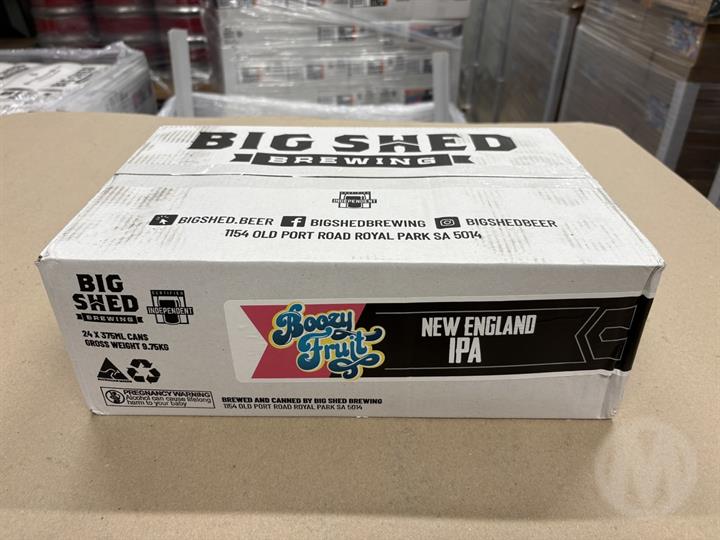 BIG SHED
BREWING
CERTIFIED
INDEPENDENT
BIGSHED.BEER BIGSHEDBREWING BIGSHEDBEER
1154 OLD PORT ROAD ROYAL PARK SA 5014
BIG
SHED
BREWING
CERTIFIED
INDEPENDENT
24 X 375ML CANS
GROSS WEIGHT 9.75KG
Boozy
Fruit
NEW ENGLAND
IPA
PREGNANCY WARNING
Alcohol can cause lifelong
harm to your baby
BREWED AND CANNED BY BIG SHED BREWING
1154 OLD PORT ROAD ROYAL PARK SA 5014
M